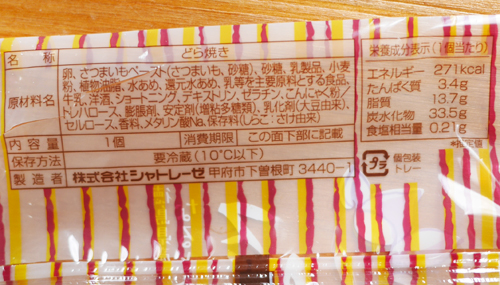 名称 どら焼き
原材料名 卵、さつまいもペースト(さつまいも、砂糖)、砂糖、乳製品、小麦
粉、植物油脂、水あめ、還元水あめ、乳等を主要原料とする食品、
牛乳、洋酒、ショートニング、デキストリン、ゼラチン、こんにゃく粉／
トレハロース、膨脹剤、安定剤(増粘多糖類)、乳化剤(大豆由来)、
セルロース、香料、メタリン酸Na、保存料(しらこ：さけ由来)
内容量 1個 消費期限 この面下部に記載
保存方法 要冷蔵(10℃以下)
製造者 株式会社シャトレーゼ 甲府市下曽根町3440-1
栄養成分表示(1個当たり)
エネルギー 271kcal
たんぱく質 3.4g
脂質 13.7g
炭水化物 33.5g
食塩相当量 0.21g
*推定値
プラ 個包装
トレー